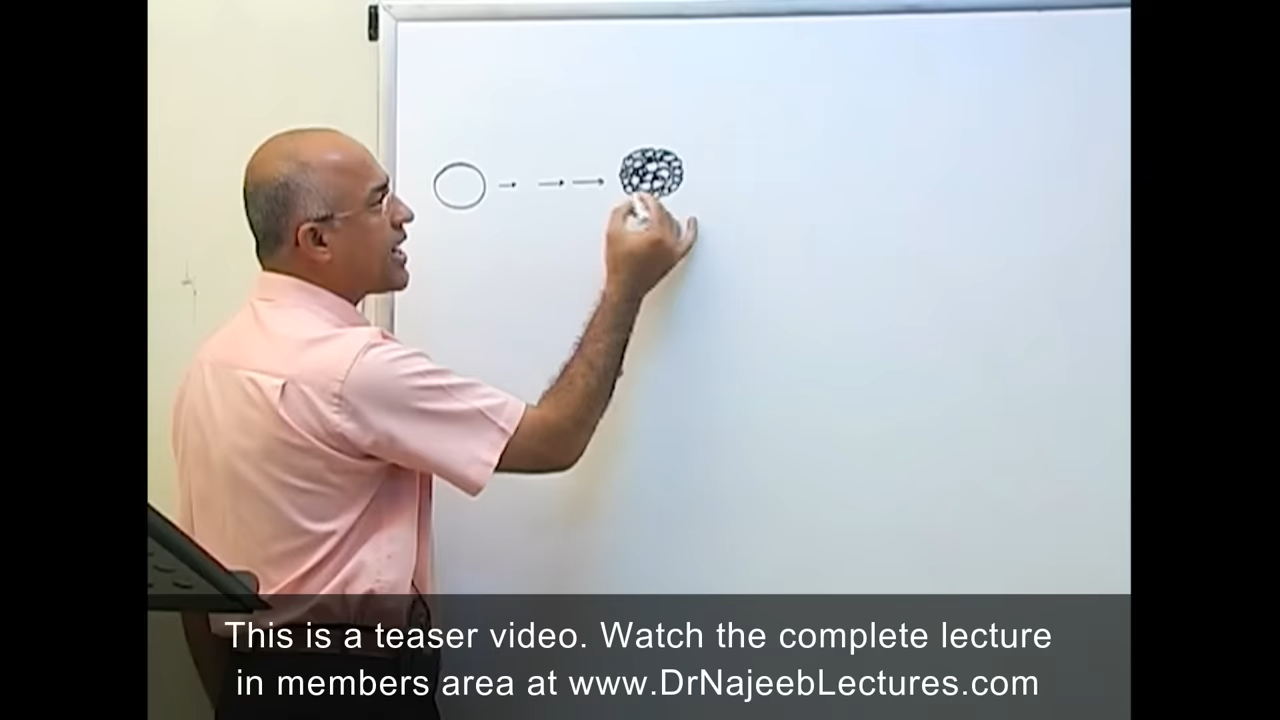 This is a teaser video. Watch the complete lecture
in members area at www.DrNajeebLectures.com